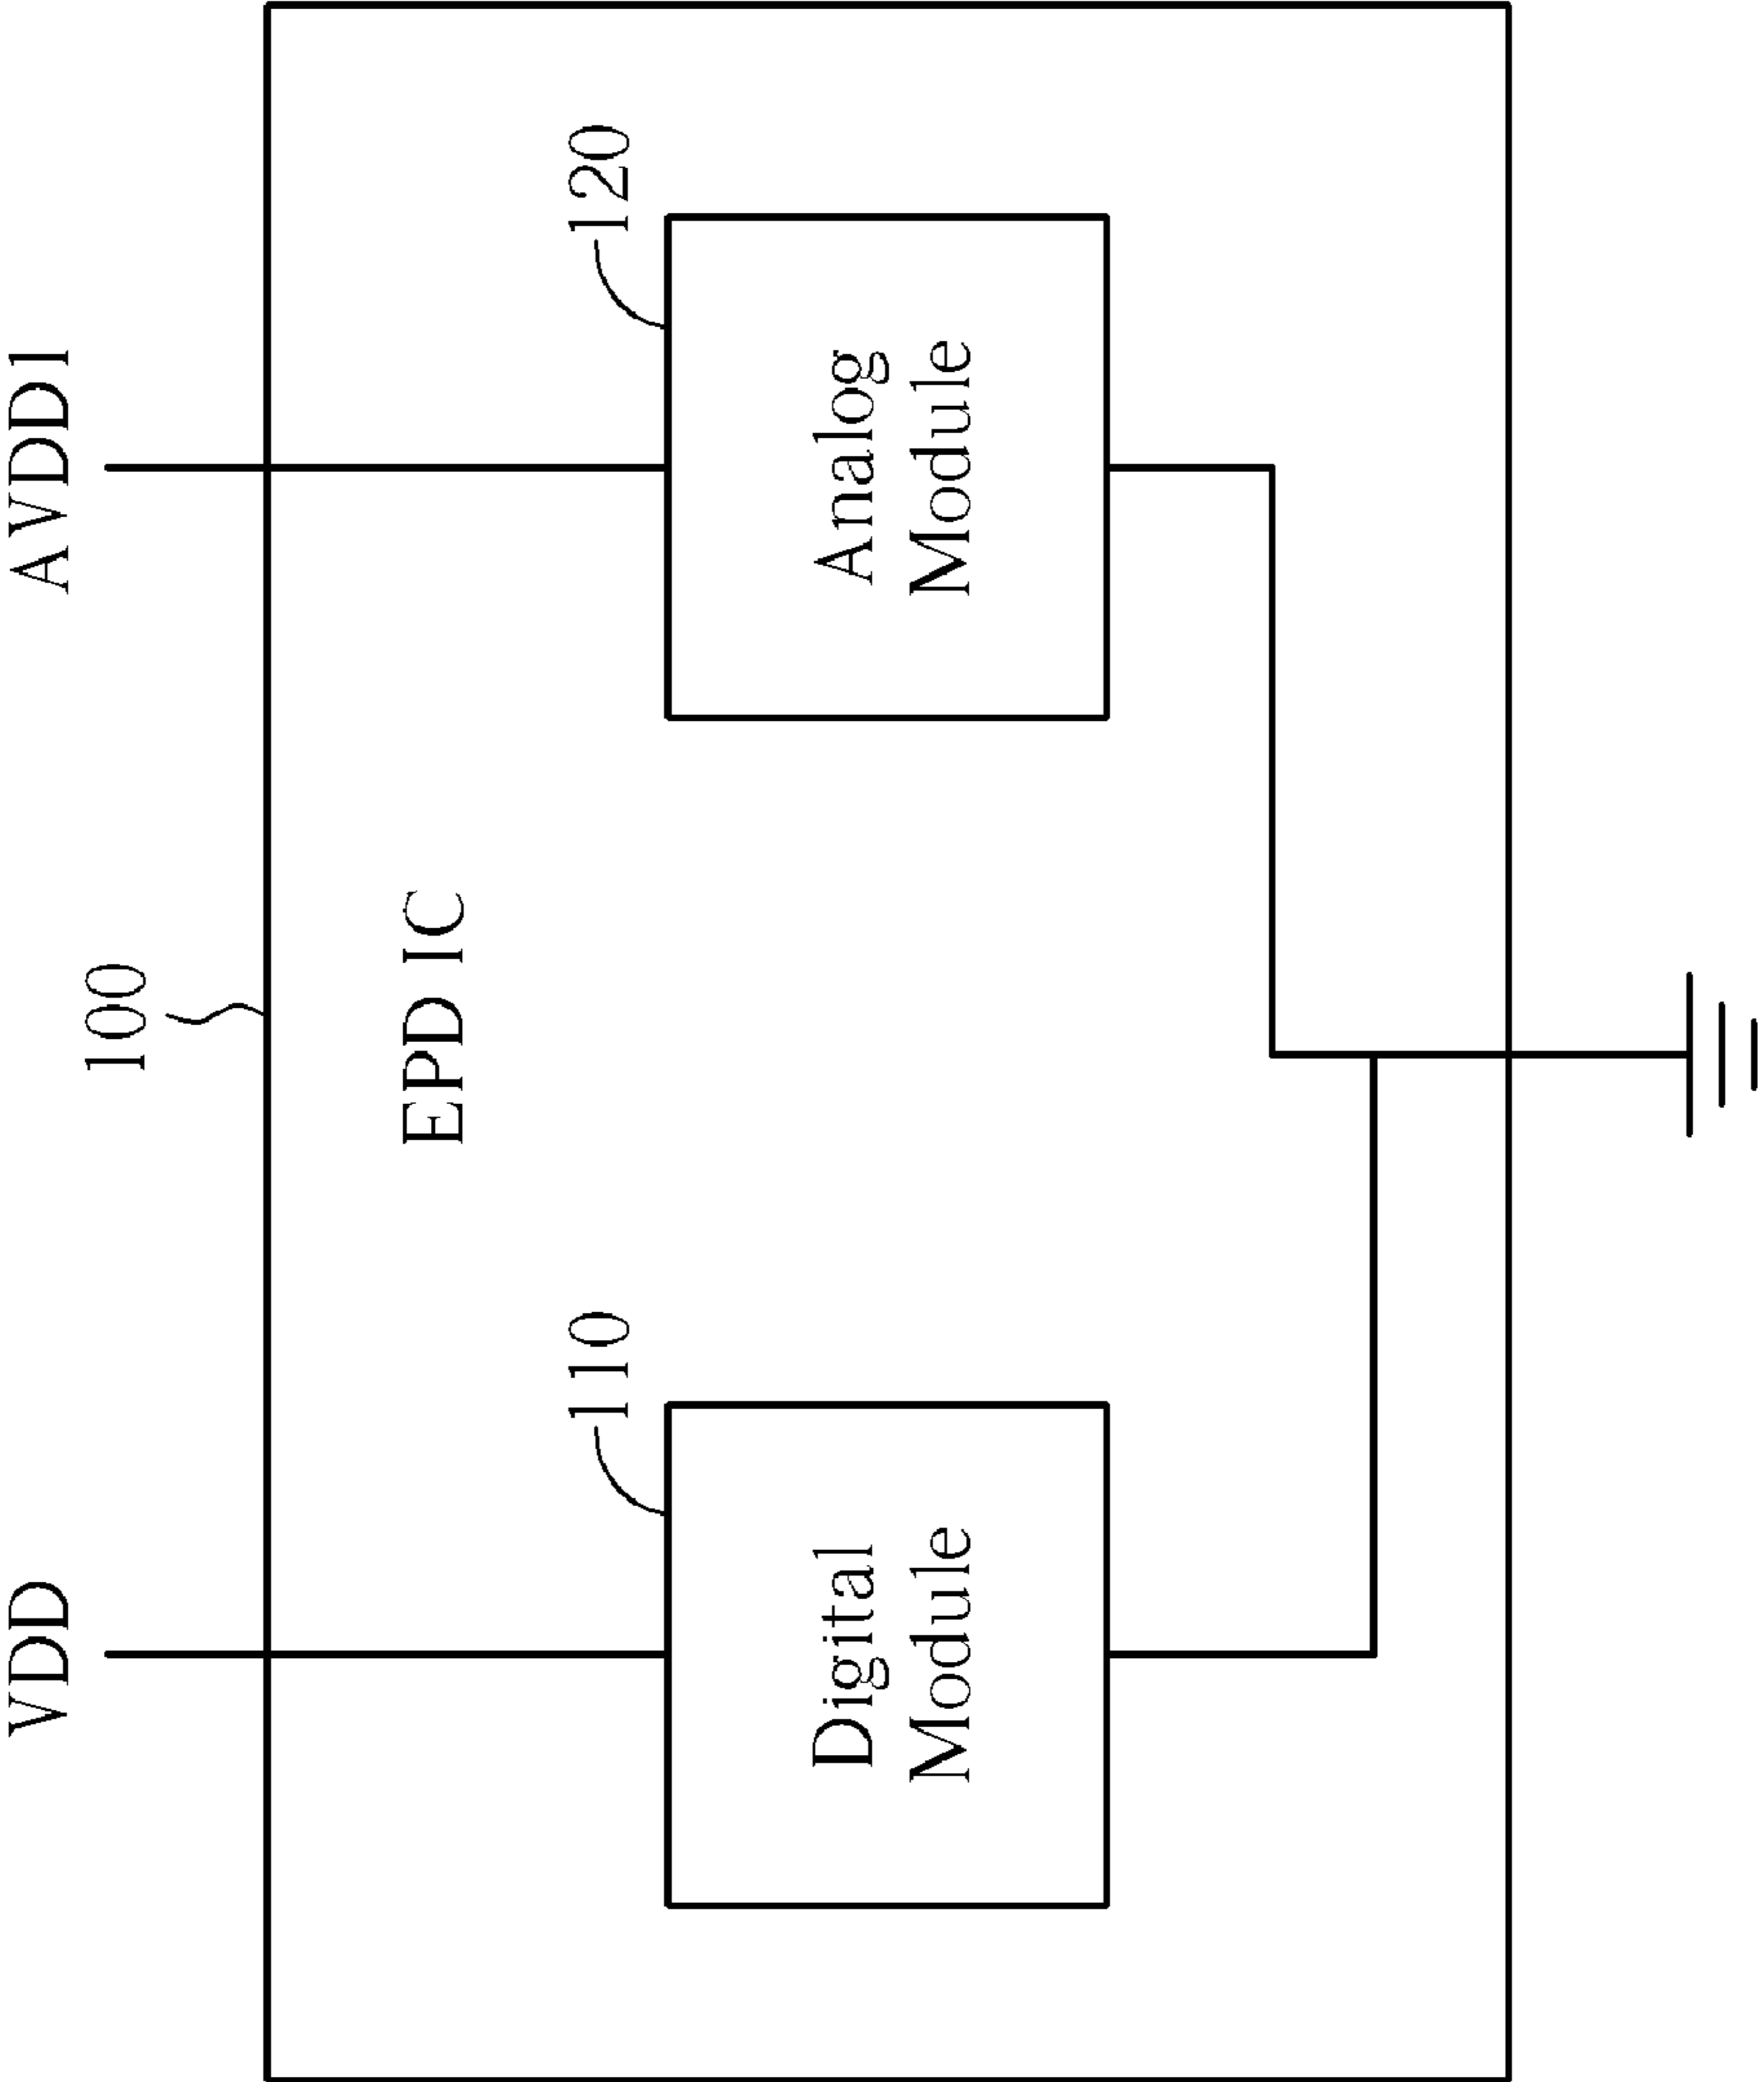 VDD
100
AVDD1
EPD IC
110
120
Digital
Module
Analog
Module